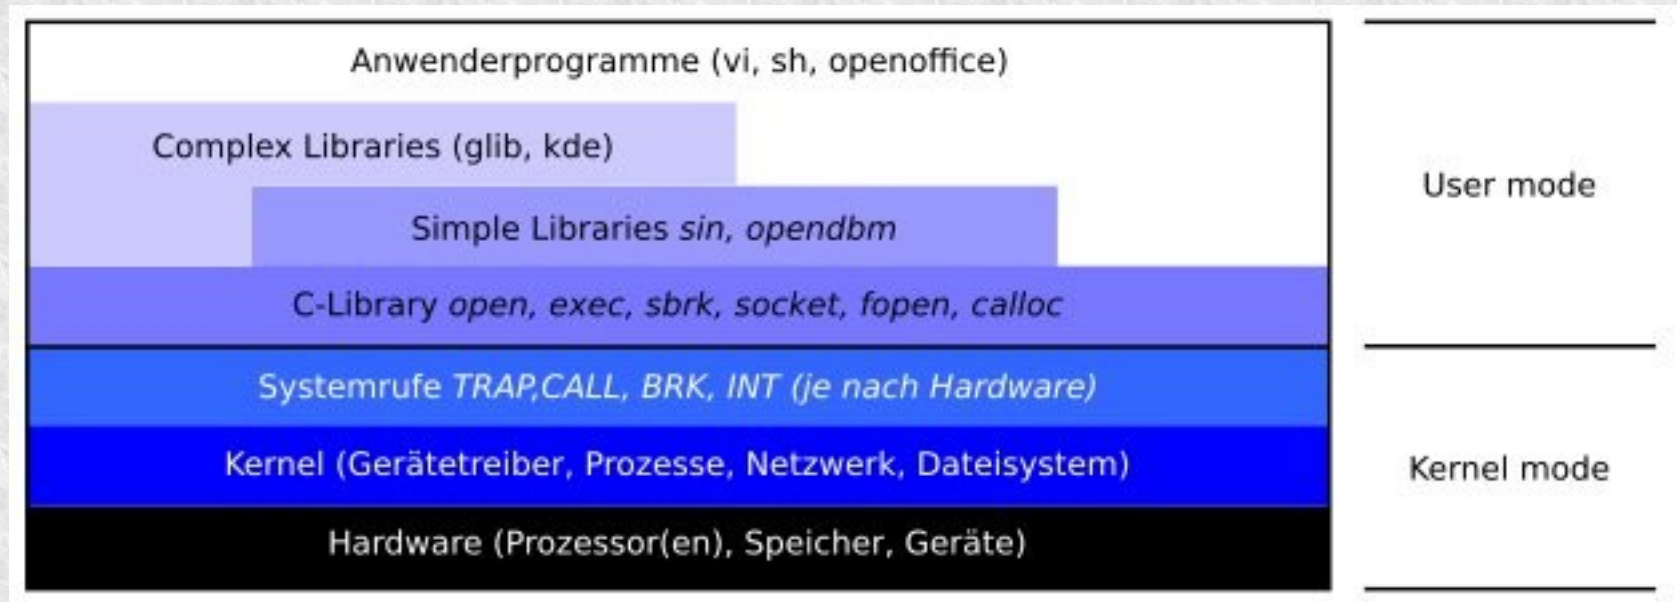 Anwenderprogramme (vi, sh, openoffice)
Complex Libraries (glib, kde)
Simple Libraries sin, opendbm
C-Library open, exec, sbrk, socket, fopen, calloc
Systemrufe TRAP,CALL, BRK, INT (je nach Hardware)
Kernel (Gerätetreiber, Prozesse, Netzwerk, Dateisystem)
Hardware (Prozessor(en), Speicher, Geräte)
User mode
Kernel mode